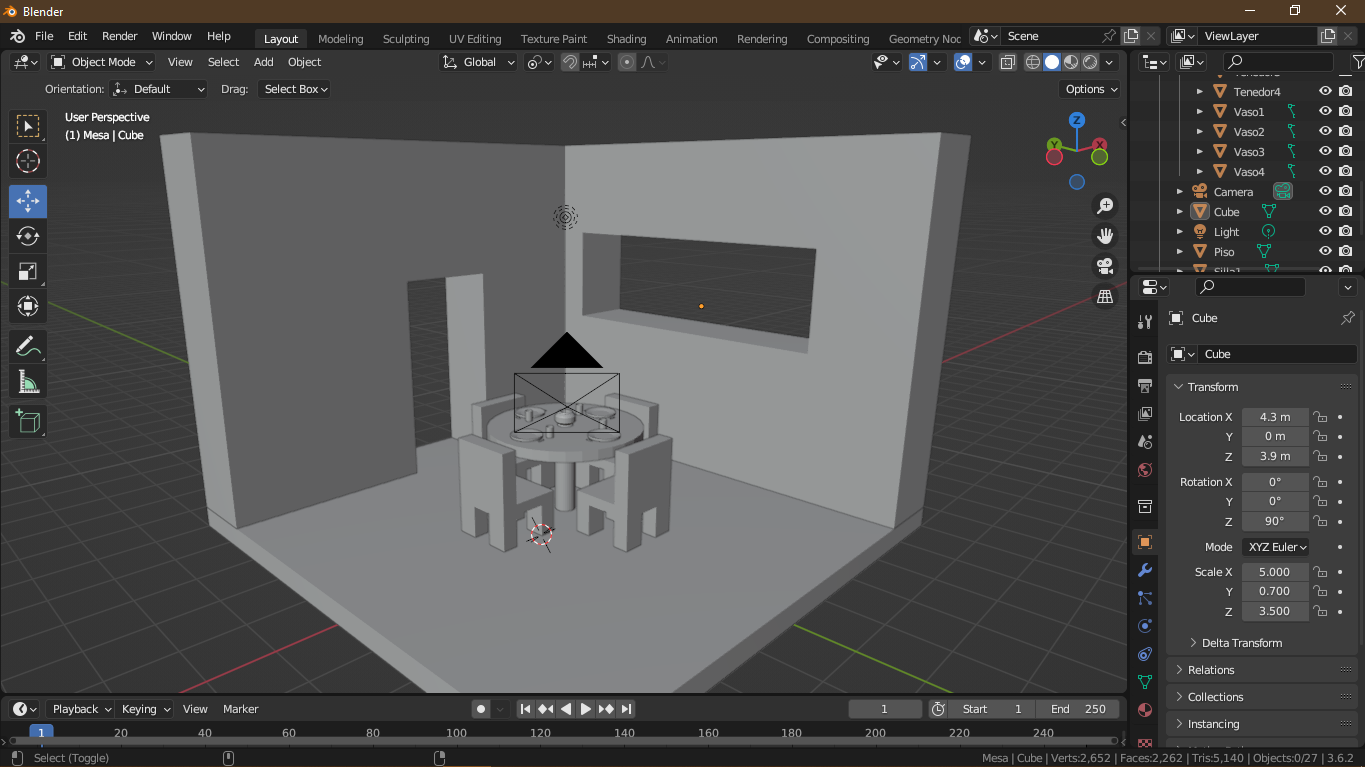 Blender
File Edit Render Window Help Layout Modeling Sculpting UV Editing Texture Paint Shading Animation Rendering Compositing Geometry Noc Scene ViewLayer
Object Mode View Select Add Object Global
Orientation: Default Drag: Select Box Options
User Perspective
(1) Mesa | Cube
Z
Y
X
Tenedor4
Vaso1
Vaso2
Vaso3
Vaso4
Camera
Cube
Light
Piso
Silla1
Cube
Cube
Transform
Location X 4.3 m
Y 0 m
Z 3.9 m
Rotation X 0°
Y 0°
Z 90°
Mode XYZ Euler
Scale X 5.000
Y 0.700
Z 3.500
Delta Transform
Relations
Collections
Instancing
Playback Keying View Marker 1 Start 1 End 250
1 20 40 60 80 100 120 140 160 180 200 220 240
Select (Toggle) Mesa | Cube | Verts:2,652 | Faces:2,262 | Tris:5,140 | Objects:0/27 | 3.6.2